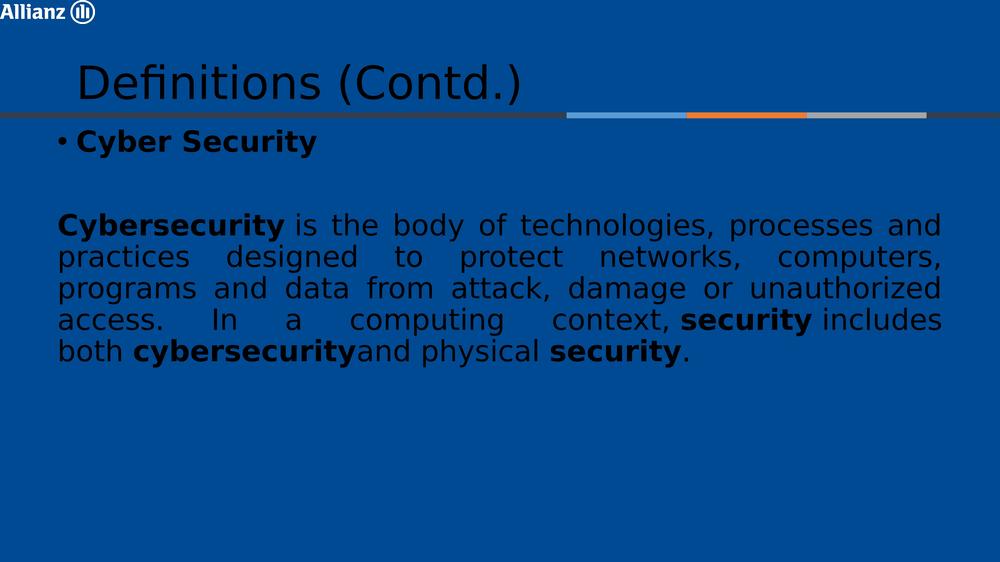 Allianz
Definitions (Contd.)
• Cyber Security
Cybersecurity is the body of technologies, processes and
practices designed to protect networks, computers,
programs and data from attack, damage or unauthorized
access. In a computing context, security includes
both cybersecurityand physical security.